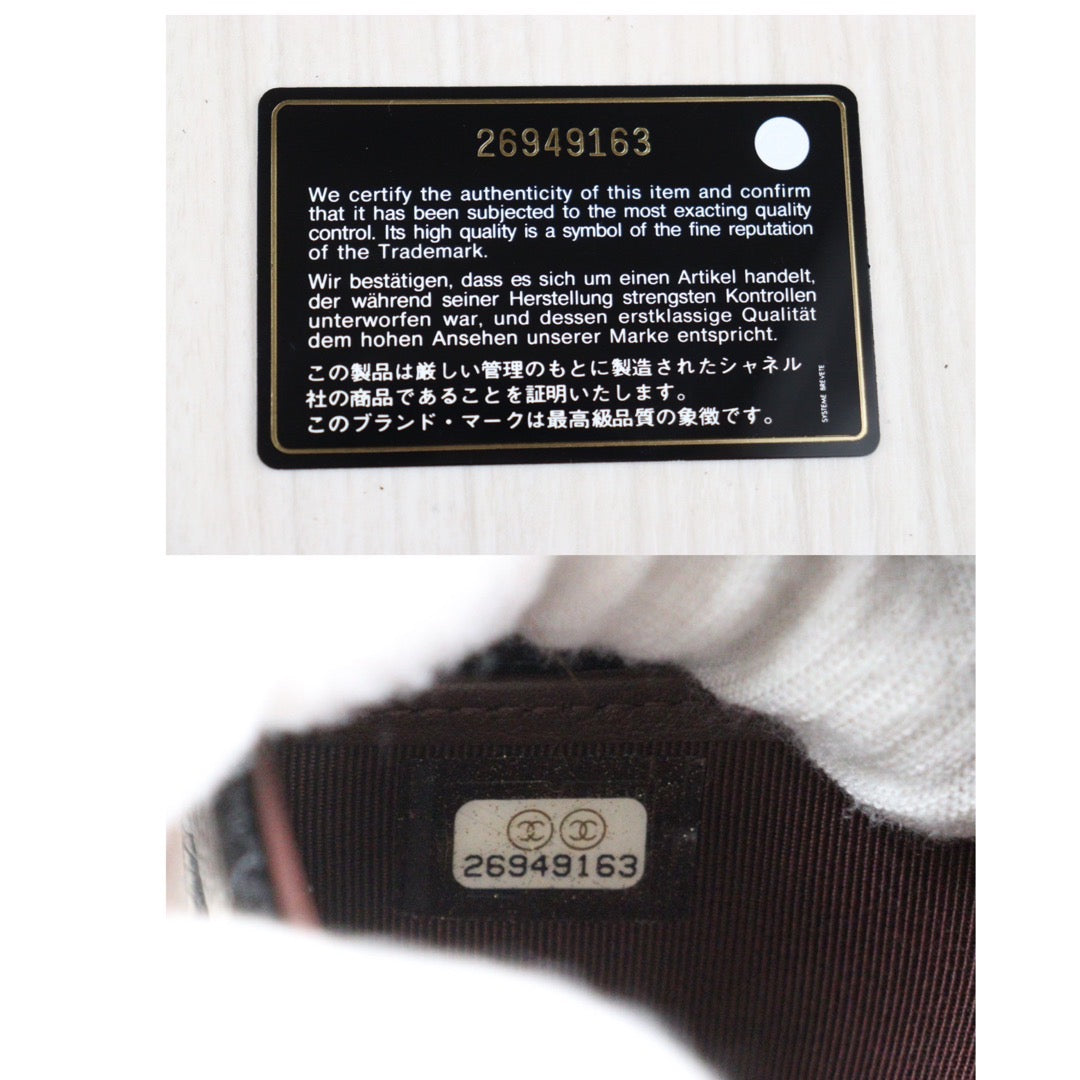 26949163
We certify the authenticity of this item and confirm
that it has been subjected to the most exacting quality
control. Its high quality is a symbol of the fine reputation
of the Trademark.
Wir bestätigen, dass es sich um einen Artikel handelt,
der während seiner Herstellung strengsten Kontrollen
unterworfen war, und dessen erstklassige Qualität
dem hohen Ansehen unserer Marke entspricht.
この製品は厳しい管理のもとに製造されたシャネル
社の商品であることを証明いたします。
このブランド・マークは最高級品質の象徴です。
SYSTEME BREVETE
26949163